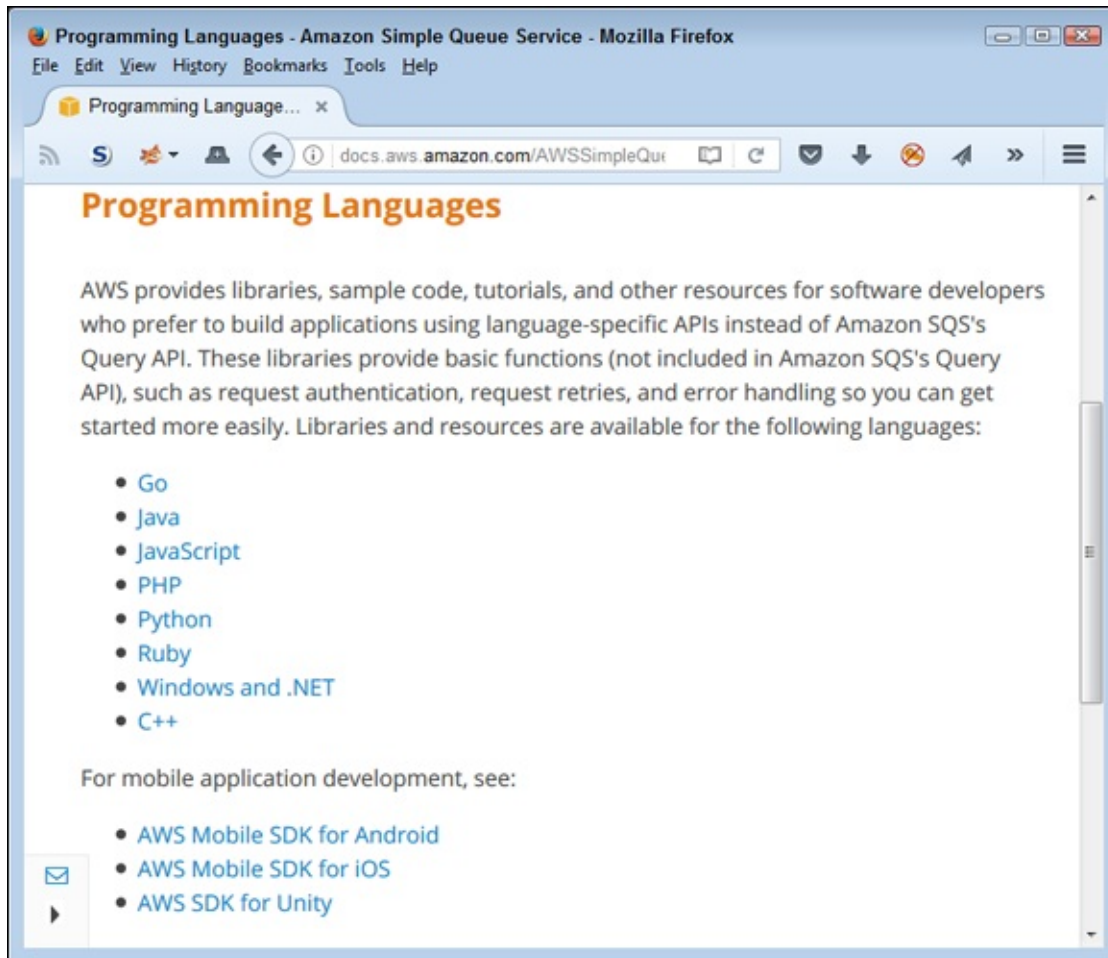 Programming Languages - Amazon Simple Queue Service - Mozilla Firefox
File Edit View History Bookmarks Tools Help
Programming Language...
S
docs.aws.amazon.com/AWSSimpleQue
Programming Languages
AWS provides libraries, sample code, tutorials, and other resources for software developers
who prefer to build applications using language-specific APIs instead of Amazon SQS's
Query API. These libraries provide basic functions (not included in Amazon SQS's Query
API), such as request authentication, request retries, and error handling so you can get
started more easily. Libraries and resources are available for the following languages:
• Go
• Java
• JavaScript
• PHP
• Python
• Ruby
• Windows and .NET
• C++
For mobile application development, see:
• AWS Mobile SDK for Android
• AWS Mobile SDK for iOS
• AWS SDK for Unity